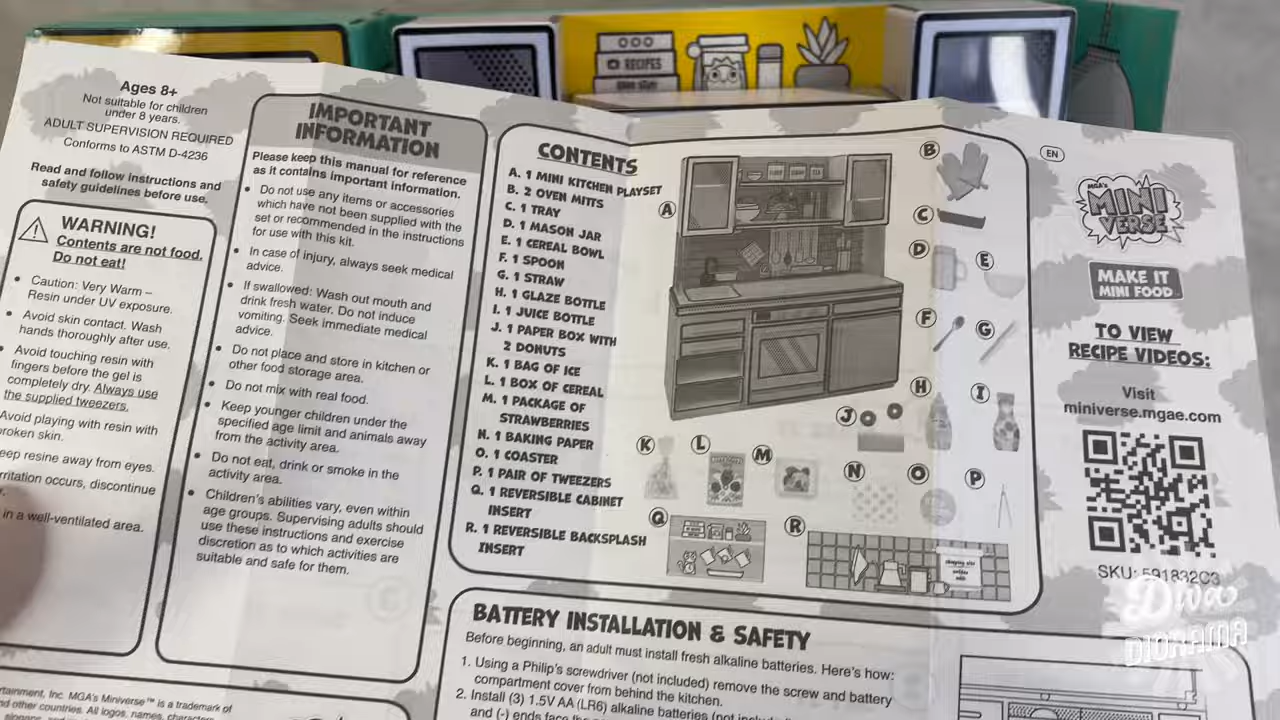 RECIPES
Ages 8+
Not suitable for children
under 8 years.
ADULT SUPERVISION REQUIRED
Conforms to ASTM D-4236
Read and follow instructions and
safety guidelines before use.
WARNING!
Contents are not food.
Do not eat!
• Caution: Very Warm –
Resin under UV exposure.
• Avoid skin contact. Wash
hands thoroughly after use.
• Avoid touching resin with
fingers before the gel is
completely dry. Always use
the supplied tweezers.
Avoid playing with resin with
broken skin.
eep resine away from eyes.
rritation occurs, discontinue
in a well-ventilated area.
IMPORTANT
INFORMATION
Please keep this manual for reference
as it contains important information.
• Do not use any items or accessories
which have not been supplied with the
set or recommended in the instructions
for use with this kit.
• In case of injury, always seek medical
advice.
• If swallowed: Wash out mouth and
drink fresh water. Do not induce
vomiting. Seek immediate medical
advice.
• Do not place and store in kitchen or
other food storage area.
• Do not mix with real food.
• Keep younger children under the
specified age limit and animals away
from the activity area.
• Do not eat, drink or smoke in the
activity area.
• Children's abilities vary, even within
age groups. Supervising adults should
use these instructions and exercise
discretion as to which activities are
suitable and safe for them.
CONTENTS
A. 1 MINI KITCHEN PLAYSET
B. 2 OVEN MITTS
C. 1 TRAY
D. 1 MASON JAR
E. 1 CEREAL BOWL
F. 1 SPOON
G. 1 STRAW
H. 1 GLAZE BOTTLE
I. 1 JUICE BOTTLE
J. 1 PAPER BOX WITH
2 DONUTS
K. 1 BAG OF ICE
L. 1 BOX OF CEREAL
M. 1 PACKAGE OF
STRAWBERRIES
N. 1 BAKING PAPER
O. 1 COASTER
P. 1 PAIR OF TWEEZERS
Q. 1 REVERSIBLE CABINET
INSERT
R. 1 REVERSIBLE BACKSPLASH
INSERT
A
B
C
D
E
F
G
H
I
J
K
L
M
N
O
P
Q
R
EN
MGA's
MINI
VERSE
MAKE IT
MINI FOOD
TO VIEW
RECIPE VIDEOS:
Visit
miniverse.mgae.com
SKU: 591832C3
Diva
DIORAMA
BATTERY INSTALLATION & SAFETY
Before beginning, an adult must install fresh alkaline batteries. Here's how:
1. Using a Philip's screwdriver (not included) remove the screw and battery
compartment cover from behind the kitchen.
2. Install (3) 1.5V AA (LR6) alkaline batteries (not
and (-) ends face
rtainment, Inc. MGA's Miniverse™ is a trademark of
nd other countries. All logos, names, characters,